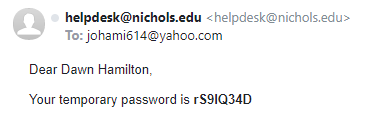 helpdesk@nichols.edu <helpdesk@nichols.edu>
To: johami614@yahoo.com
Dear Dawn Hamilton,
Your temporary password is rS9IQ34D